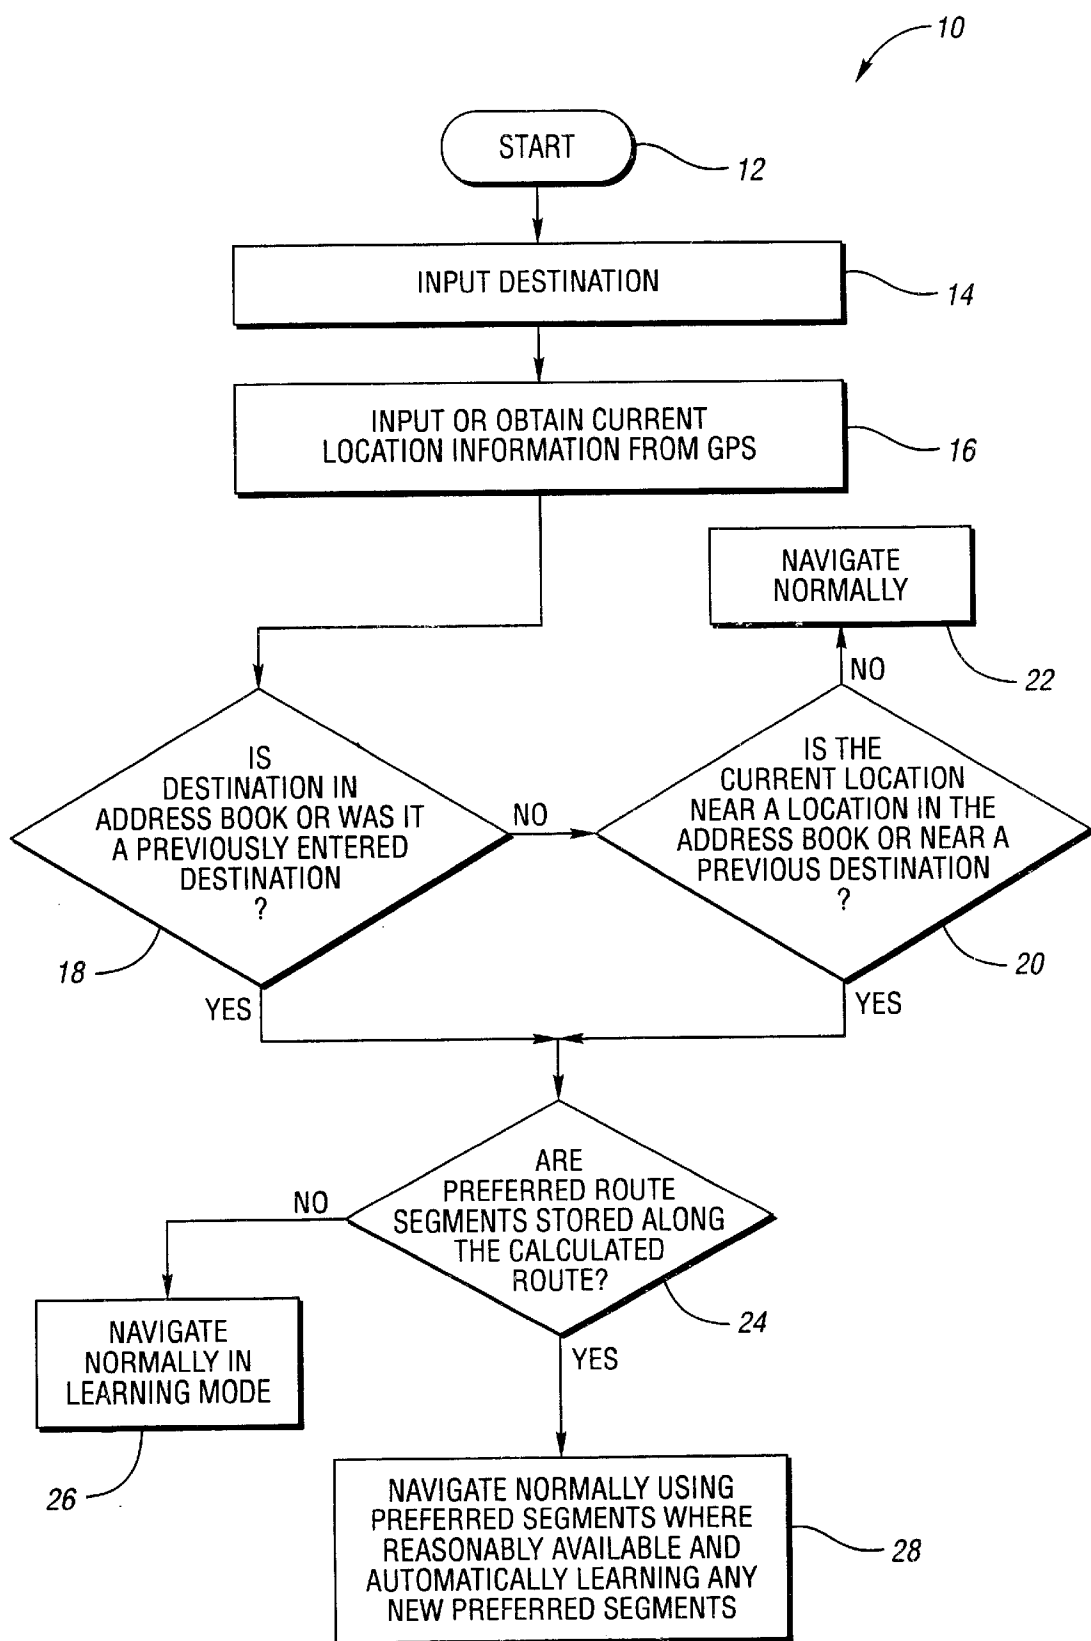 10
START
12
INPUT DESTINATION
14
INPUT OR OBTAIN CURRENT
LOCATION INFORMATION FROM GPS
16
NAVIGATE
NORMALLY
22
NO
IS
DESTINATION IN
ADDRESS BOOK OR WAS IT
A PREVIOUSLY ENTERED
DESTINATION
?
18
NO
IS THE
CURRENT LOCATION
NEAR A LOCATION IN THE
ADDRESS BOOK OR NEAR A
PREVIOUS DESTINATION
?
20
YES
YES
ARE
PREFERRED ROUTE
SEGMENTS STORED ALONG
THE CALCULATED
ROUTE?
24
NO
NAVIGATE
NORMALLY IN
LEARNING MODE
26
YES
NAVIGATE NORMALLY USING
PREFERRED SEGMENTS WHERE
REASONABLY AVAILABLE AND
AUTOMATICALLY LEARNING ANY
NEW PREFERRED SEGMENTS
28